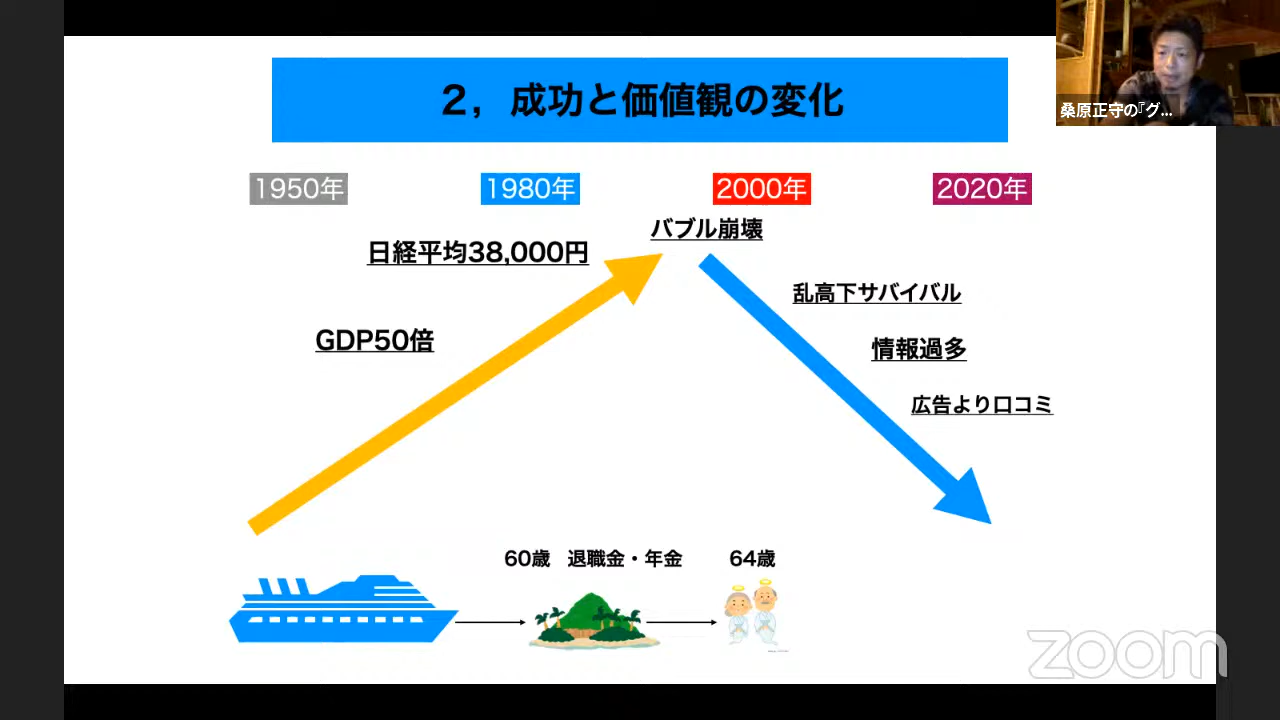 2，成功と価値観の変化
桑原正守の『グ...
1950年
1980年
2000年
2020年
バブル崩壊
日経平均38,000円
乱高下サバイバル
GDP50倍
情報過多
広告より口コミ
60歳 退職金・年金
64歳
zoom